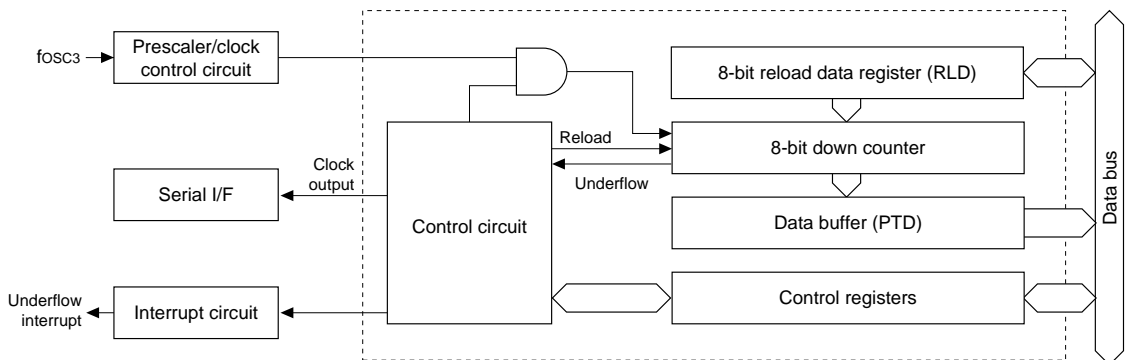 fOSC3
Prescaler/clock
control circuit
8-bit reload data register (RLD)
Reload
8-bit down counter
Underflow
Clock
output
Serial I/F
Control circuit
Data buffer (PTD)
Data bus
Underflow
interrupt
Interrupt circuit
Control registers